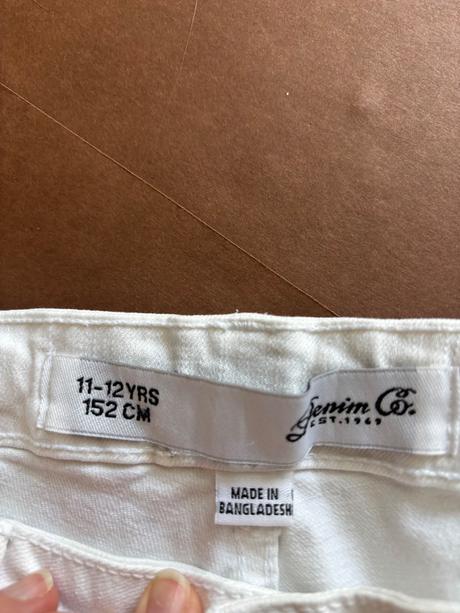 11-12YRS
152 CM
Denim Co.
EST.1969
MADE IN
BANGLADESH